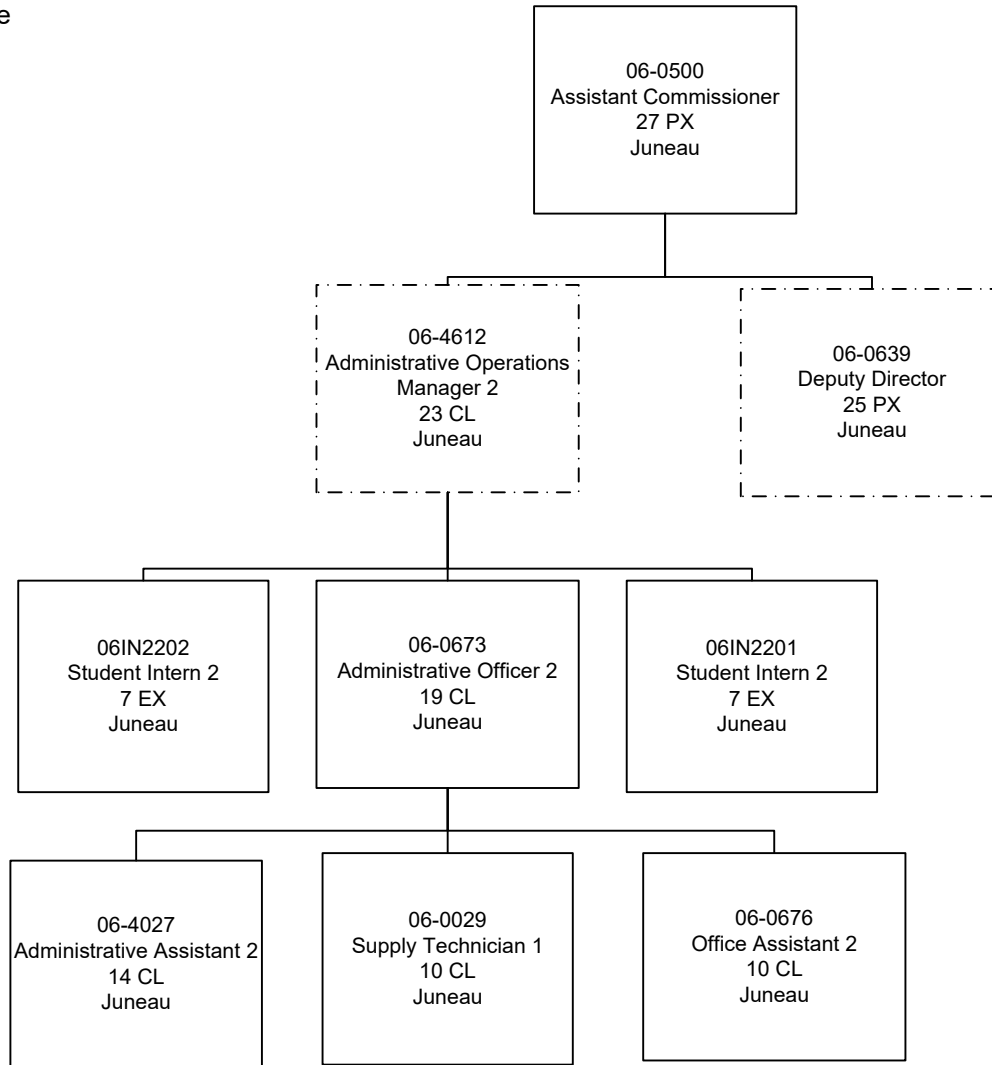 e
06-0500
Assistant Commissioner
27 PX
Juneau
06-4612
Administrative Operations
Manager 2
23 CL
Juneau
06-0639
Deputy Director
25 PX
Juneau
06IN2202
Student Intern 2
7 EX
Juneau
06-0673
Administrative Officer 2
19 CL
Juneau
06IN2201
Student Intern 2
7 EX
Juneau
06-4027
Administrative Assistant 2
14 CL
Juneau
06-0029
Supply Technician 1
10 CL
Juneau
06-0676
Office Assistant 2
10 CL
Juneau